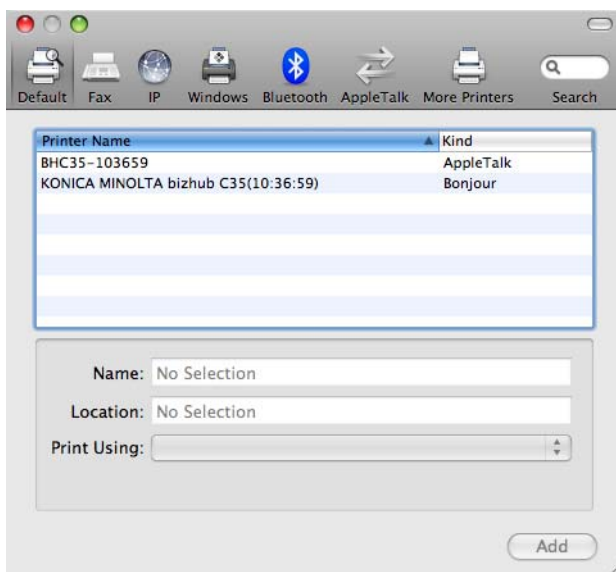 Default Fax IP Windows Bluetooth AppleTalk More Printers Search
Printer Name Kind
BHC35-103659 AppleTalk
KONICA MINOLTA bizhub C35(10:36:59) Bonjour
Name: No Selection
Location: No Selection
Print Using:
Add